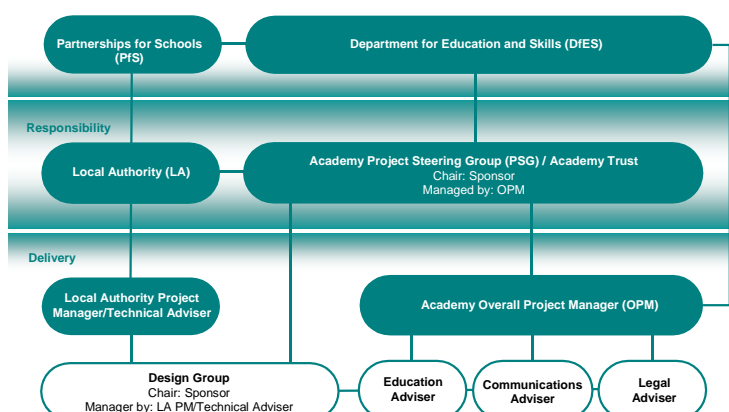 Partnerships for Schools
(PfS)
Department for Education and Skills (DfES)
Responsibility
Local Authority (LA)
Academy Project Steering Group (PSG) / Academy Trust
Chair: Sponsor
Managed by: OPM
Delivery
Local Authority Project
Manager/Technical Adviser
Academy Overall Project Manager (OPM)
Design Group
Chair: Sponsor
Manager by: LA PM/Technical Adviser
Education
Adviser
Communications
Adviser
Legal
Adviser